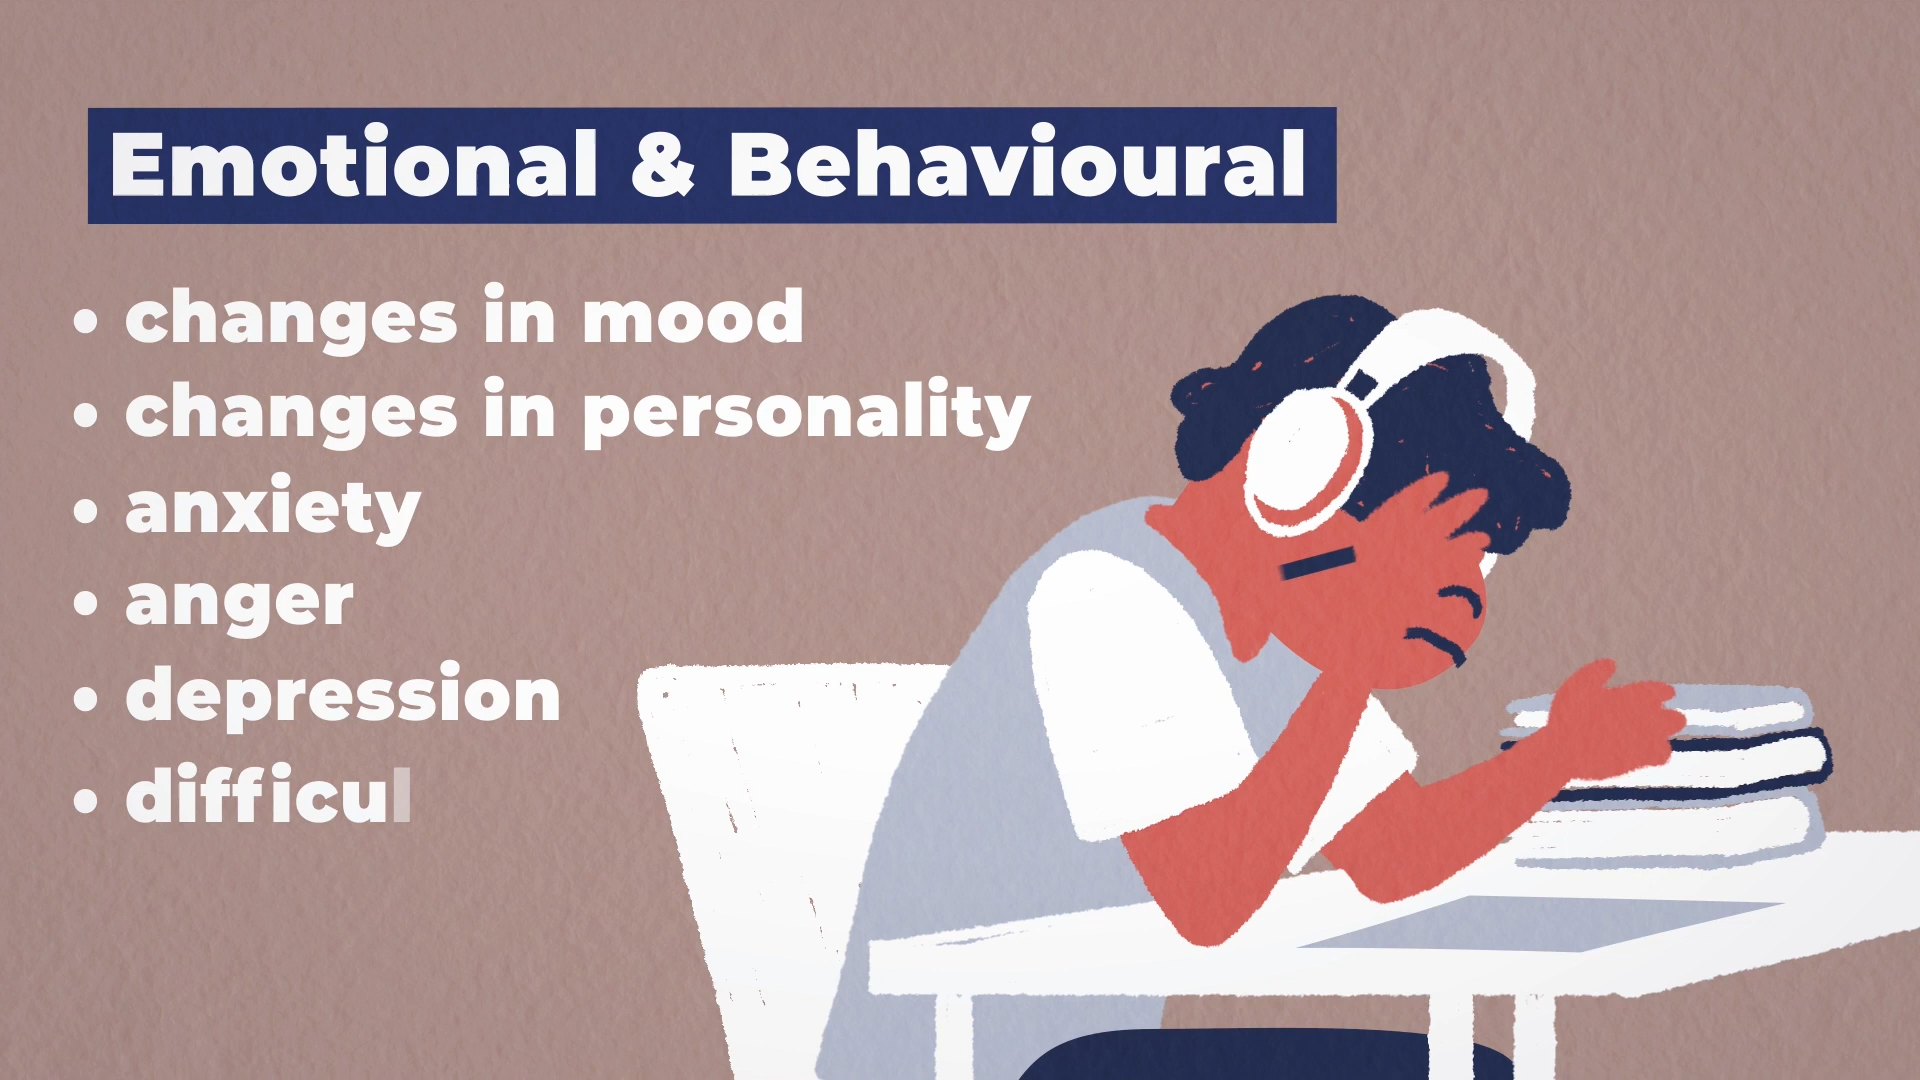 Emotional & Behavioural
• changes in mood
• changes in personality
• anxiety
• anger
• depression
• difficul